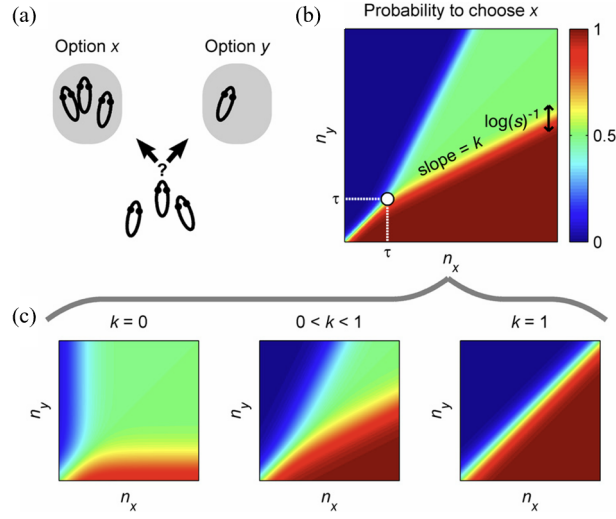 (a)
Option x
Option y
?
(b)
Probability to choose x
n_y
τ
τ
n_x
slope = k
log(s)⁻¹
1
0.5
0
(c)
k = 0
0 < k < 1
k = 1
n_y
n_x
n_y
n_x
n_y
n_x